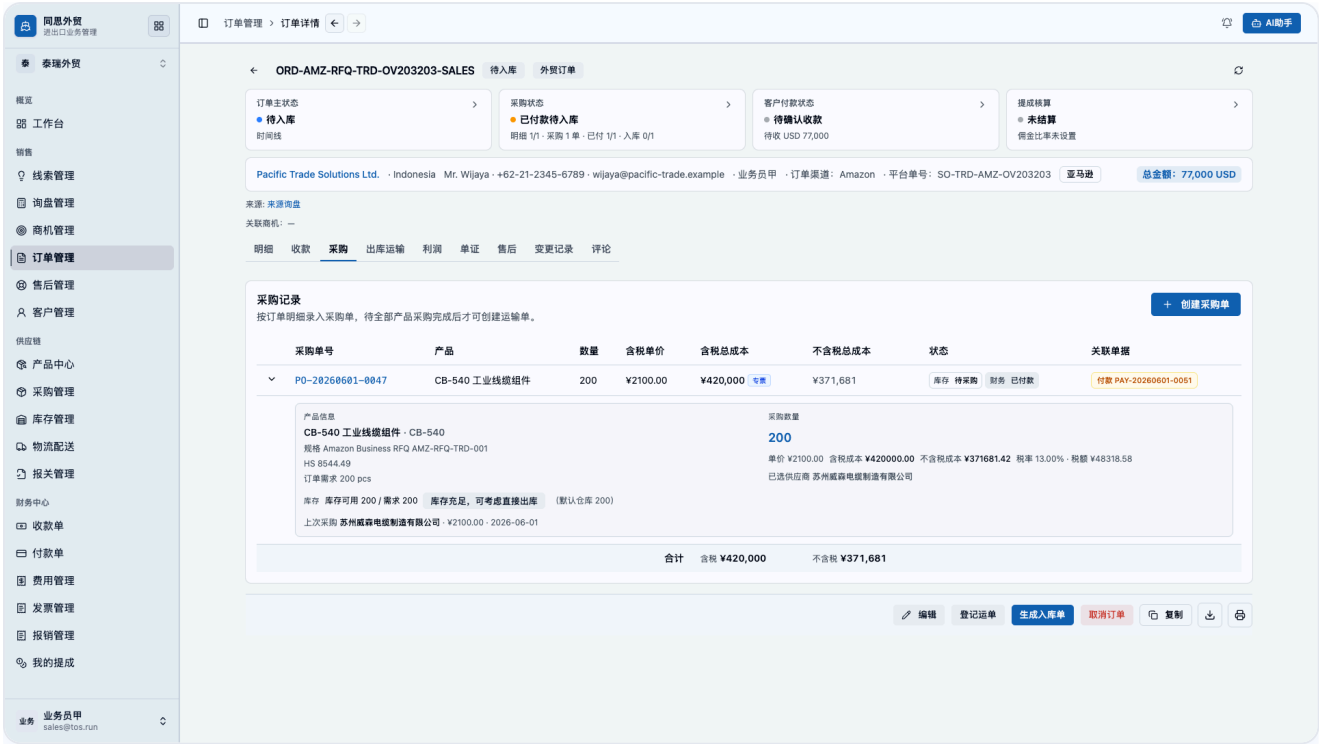 同思外贸
进出口业务管理
泰 泰瑞外贸
概览
工作台
销售
线索管理
询盘管理
商机管理
订单管理
售后管理
客户管理
供应链
产品中心
采购管理
库存管理
物流配送
报关管理
财务中心
收款单
付款单
费用管理
发票管理
报销管理
我的提成
业务 业务员甲
sales@tos.run
订单管理 > 订单详情
AI助手
ORD-AMZ-RFQ-TRD-OV203203-SALES 待入库 外贸订单
订单主状态
待入库
时间线
采购状态
已付款待入库
明细 1/1 · 采购 1 单 · 已付 1/1 · 入库 0/1
客户付款状态
待确认收款
待收 USD 77,000
提成核算
未结算
佣金比率未设置
Pacific Trade Solutions Ltd. · Indonesia Mr. Wijaya · +62-21-2345-6789 · wijaya@pacific-trade.example · 业务员甲 · 订单渠道：Amazon · 平台单号：SO-TRD-AMZ-OV203203 亚马逊 总金额：77,000 USD
来源: 来源询盘
关联商机：—
明细 收款 采购 出库运输 利润 单证 售后 变更记录 评论
采购记录
按订单明细录入采购单，待全部产品采购完成后才可创建运输单。
+ 创建采购单
采购单号 产品 数量 含税单价 含税总成本 不含税总成本 状态 关联单据
PO-20260601-0047 CB-540 工业线缆组件 200 ¥2100.00 ¥420,000 专票 ¥371,681 库存 待采购 财务 已付款 付款 PAY-20260601-0051
产品信息
CB-540 工业线缆组件 · CB-540
规格 Amazon Business RFQ AMZ-RFQ-TRD-001
HS 8544.49
订单需求 200 pcs
库存 库存可用 200 / 需求 200 库存充足，可考虑直接出库 (默认仓库 200)
上次采购 苏州威森电缆制造有限公司 · ¥2100.00 · 2026-06-01
采购数量
200
单价 ¥2100.00 含税成本 ¥420000.00 不含税成本 ¥371681.42 税率 13.00% · 税额 ¥48318.58
已选供应商 苏州威森电缆制造有限公司
合计 含税 ¥420,000 不含税 ¥371,681
编辑 登记运单 生成入库单 取消订单 复制